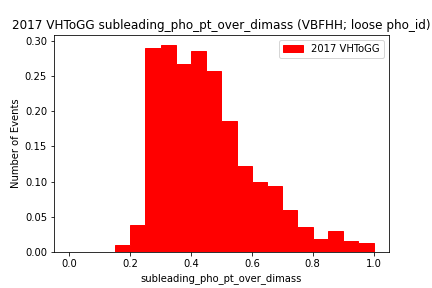 2017 VHToGG subleading_pho_pt_over_dimass (VBFHH; loose pho_id)
2017 VHToGG
Number of Events
0.30
0.25
0.20
0.15
0.10
0.05
0.00
0.0 0.2 0.4 0.6 0.8 1.0
subleading_pho_pt_over_dimass